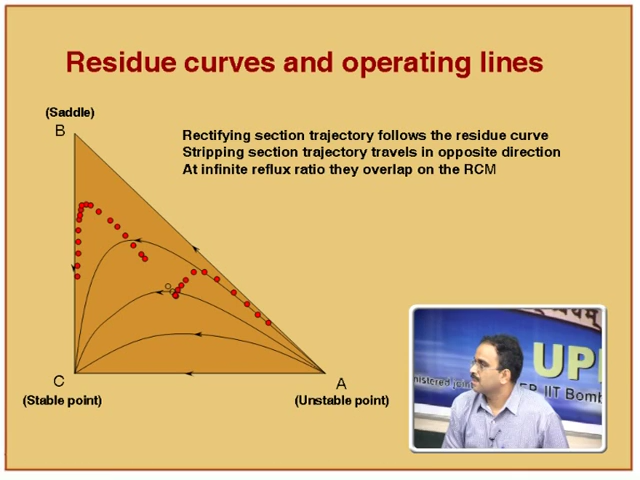 Residue curves and operating lines
(Saddle)
B
Rectifying section trajectory follows the residue curve
Stripping section trajectory travels in opposite direction
At infinite reflux ratio they overlap on the RCM
C
A
(Stable point)
(Unstable point)
UP
IIT Bomb